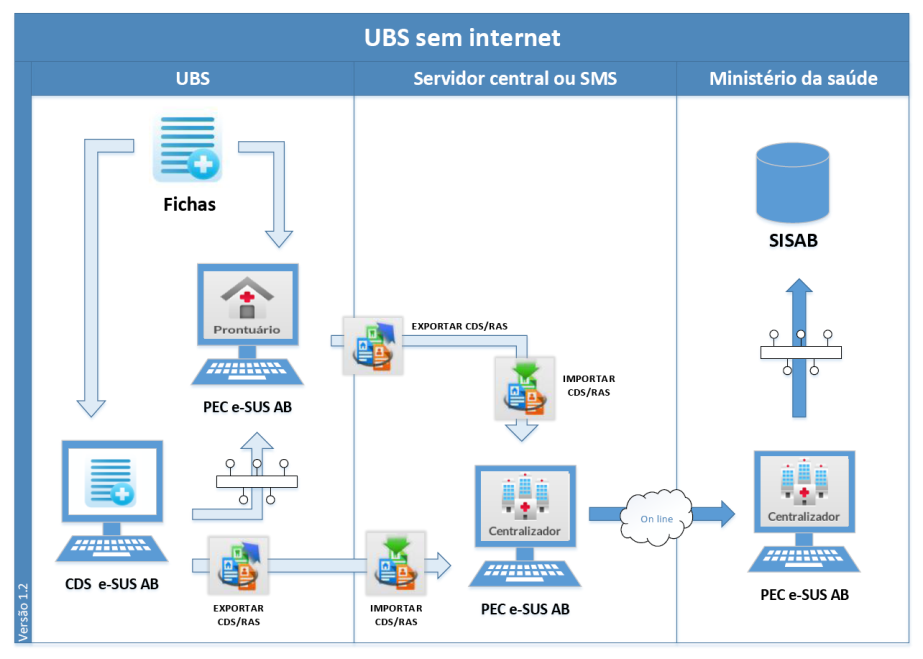 UBS sem internet
UBS
Servidor central ou SMS
Ministério da saúde
Fichas
SISAB
Prontuário
PEC e-SUS AB
EXPORTAR CDS/RAS
IMPORTAR
CDS/RAS
CDS e-SUS AB
EXPORTAR
CDS/RAS
IMPORTAR
CDS/RAS
Centralizador
PEC e-SUS AB
On line
Centralizador
PEC e-SUS AB
Versão 1.2